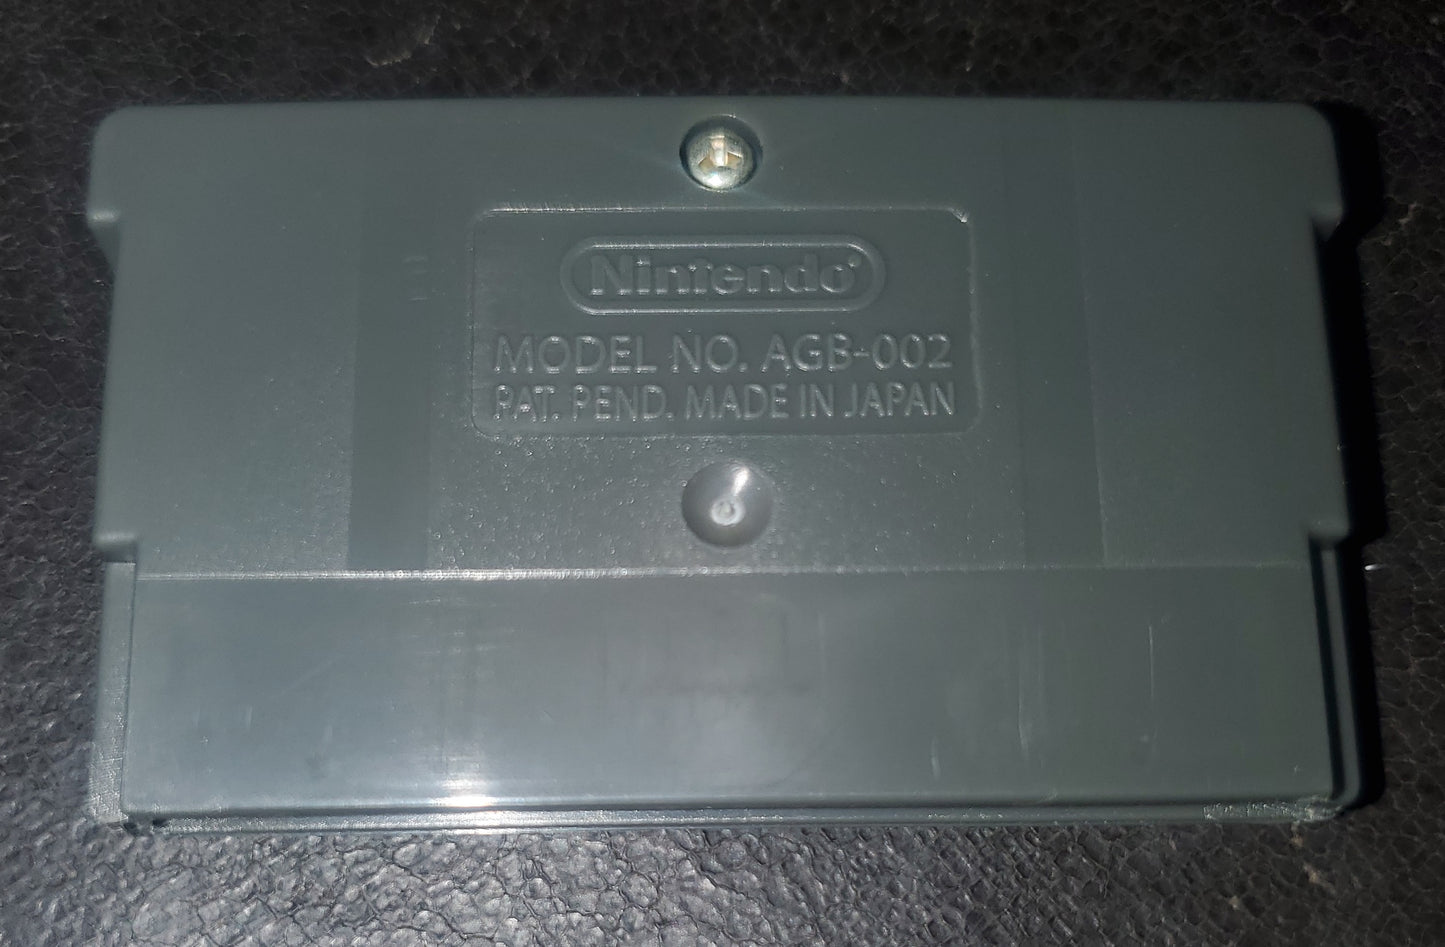 Nintendo
MODEL NO. AGB-002
PAT. PEND. MADE IN JAPAN